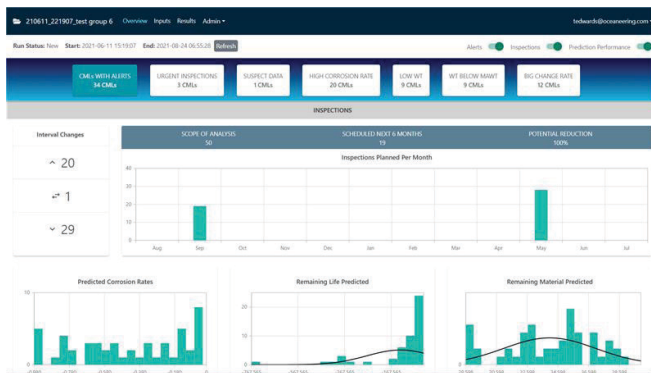 210611_221907_test group 6 Overview Inputs Results Admin tedwards@oceaneering.com
Run Status: New Start: 2021-06-11 15:19:07 End: 2021-08-24 06:55:28 Refresh Alerts Inspections Prediction Performance
CMLs WITH ALERTS URGENT INSPECTIONS SUSPECT DATA HIGH CORROSION RATE LOW WT WT BELOW MAWT BIG CHANGE RATE
34 CMLs 3 CMLs 1 CMLs 20 CMLs 9 CMLs 9 CMLs 12 CMLs
INSPECTIONS
Interval Changes SCOPE OF ANALYSIS SCHEDULED NEXT 6 MONTHS POTENTIAL REDUCTION
50 19 100%
Inspections Planned Per Month
20
1
29
40
30
20
10
0
Aug Sep Oct Nov Dec Jan Feb Mar Apr May Jun Jul
Predicted Corrosion Rates Remaining Life Predicted Remaining Material Predicted
10 20 10
10
0 0 0